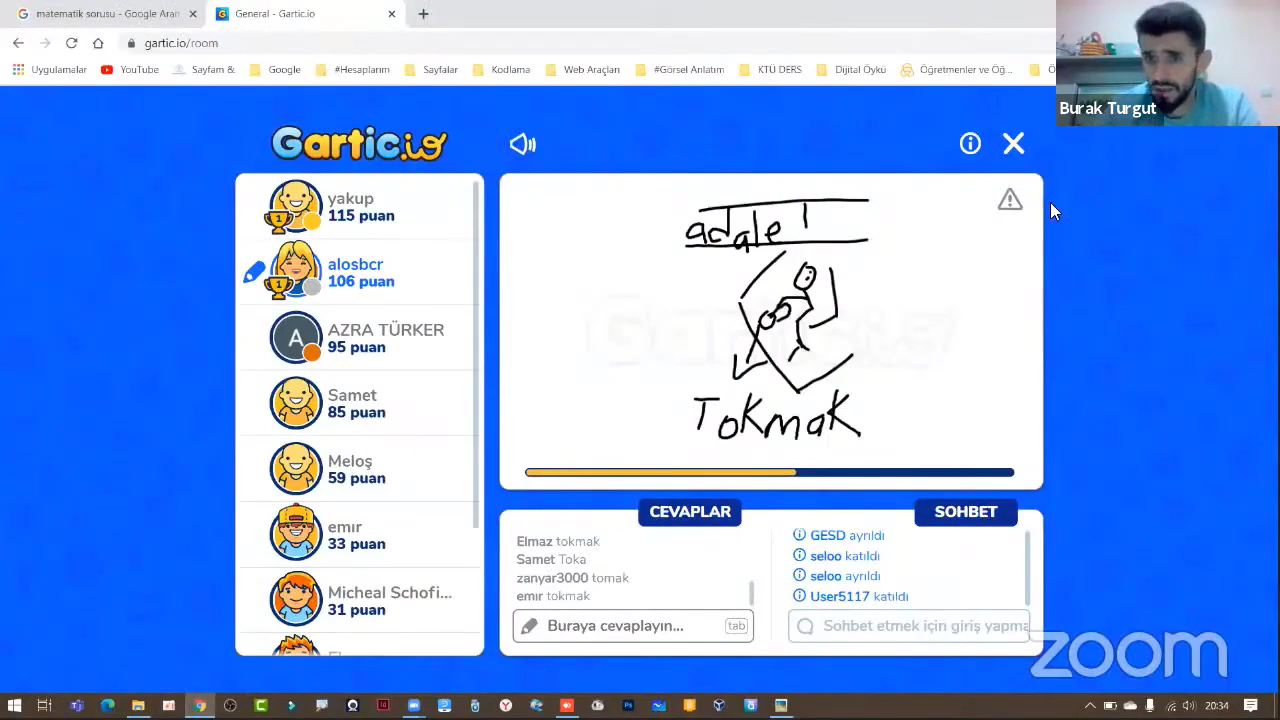 matematik sorusu - Google Aram
General - Gartic.io
gartic.io/room
Uygulamalar
YouTube
Sayfam &
Google
#Hesplarım
Sayfalar
Kodlama
Web Araçları
#Görsel Anlatım
KTÜ DERS
Dijital Öykü
Öğretmenler ve Öğ...
Burak Turgut
Gartic.io
yakup
115 puan
alosbcr
106 puan
A
AZRA TÜRKER
95 puan
Samet
85 puan
Meloş
59 puan
emır
33 puan
Micheal Schofi...
31 puan
adale
TOKMAK
CEVAPLAR
Elmaz tokmak
Samet Toka
zanyar3000 tomak
emır tokmak
Buraya cevaplayın...
tab
SOHBET
GESD ayrıldı
seloo katıldı
seloo ayrıldı
User5117 katıldı
Sohbet etmek için giriş yapma
zoom
20:34